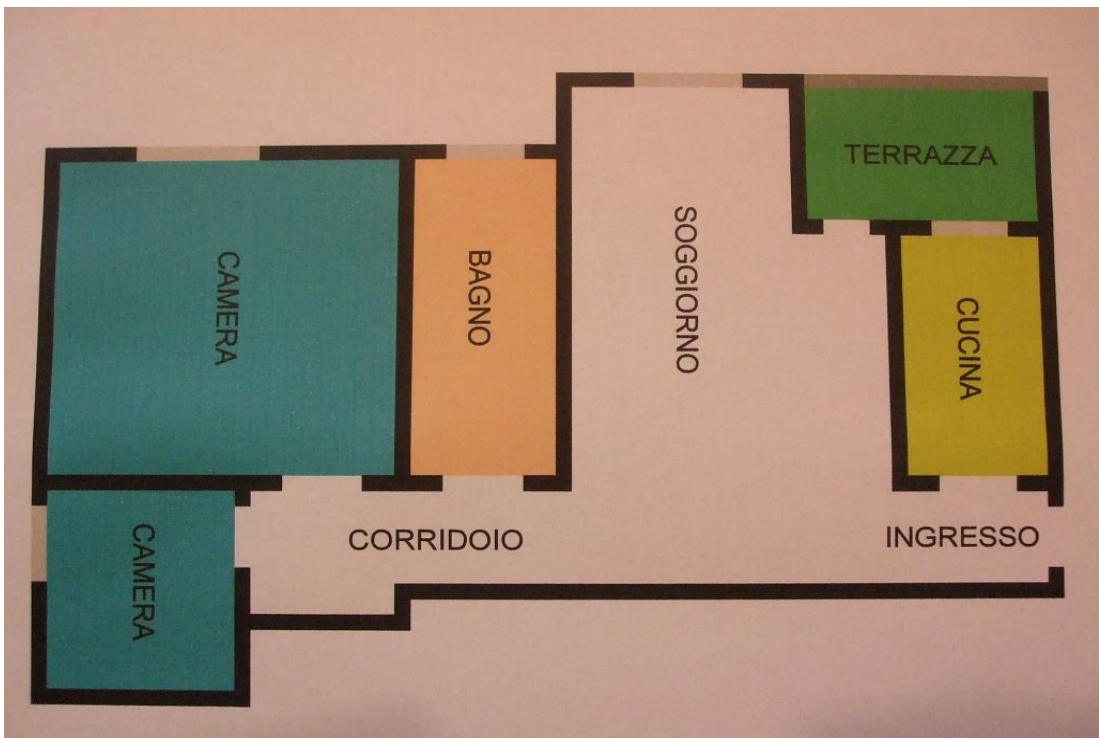 TERRAZZA
SOGGIORNO
CAMERA
BAGNO
CUCINA
CAMERA
CORRIDOIO
INGRESSO